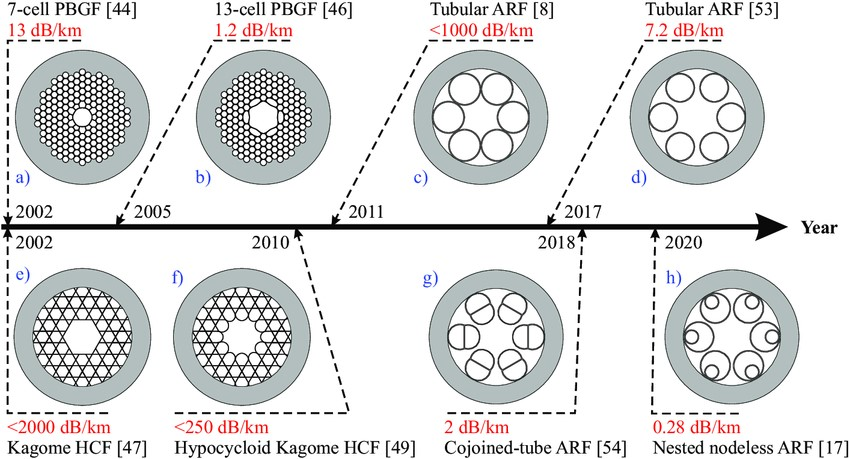 7-cell PBGF [44]
13 dB/km
13-cell PBGF [46]
1.2 dB/km
Tubular ARF [8]
<1000 dB/km
Tubular ARF [53]
7.2 dB/km
a)
b)
c)
d)
2002
2005
2011
2017
Year
2002
2010
2018
2020
e)
f)
g)
h)
<2000 dB/km
Kagome HCF [47]
<250 dB/km
Hypocycloid Kagome HCF [49]
2 dB/km
Cojoined-tube ARF [54]
0.28 dB/km
Nested nodeless ARF [17]